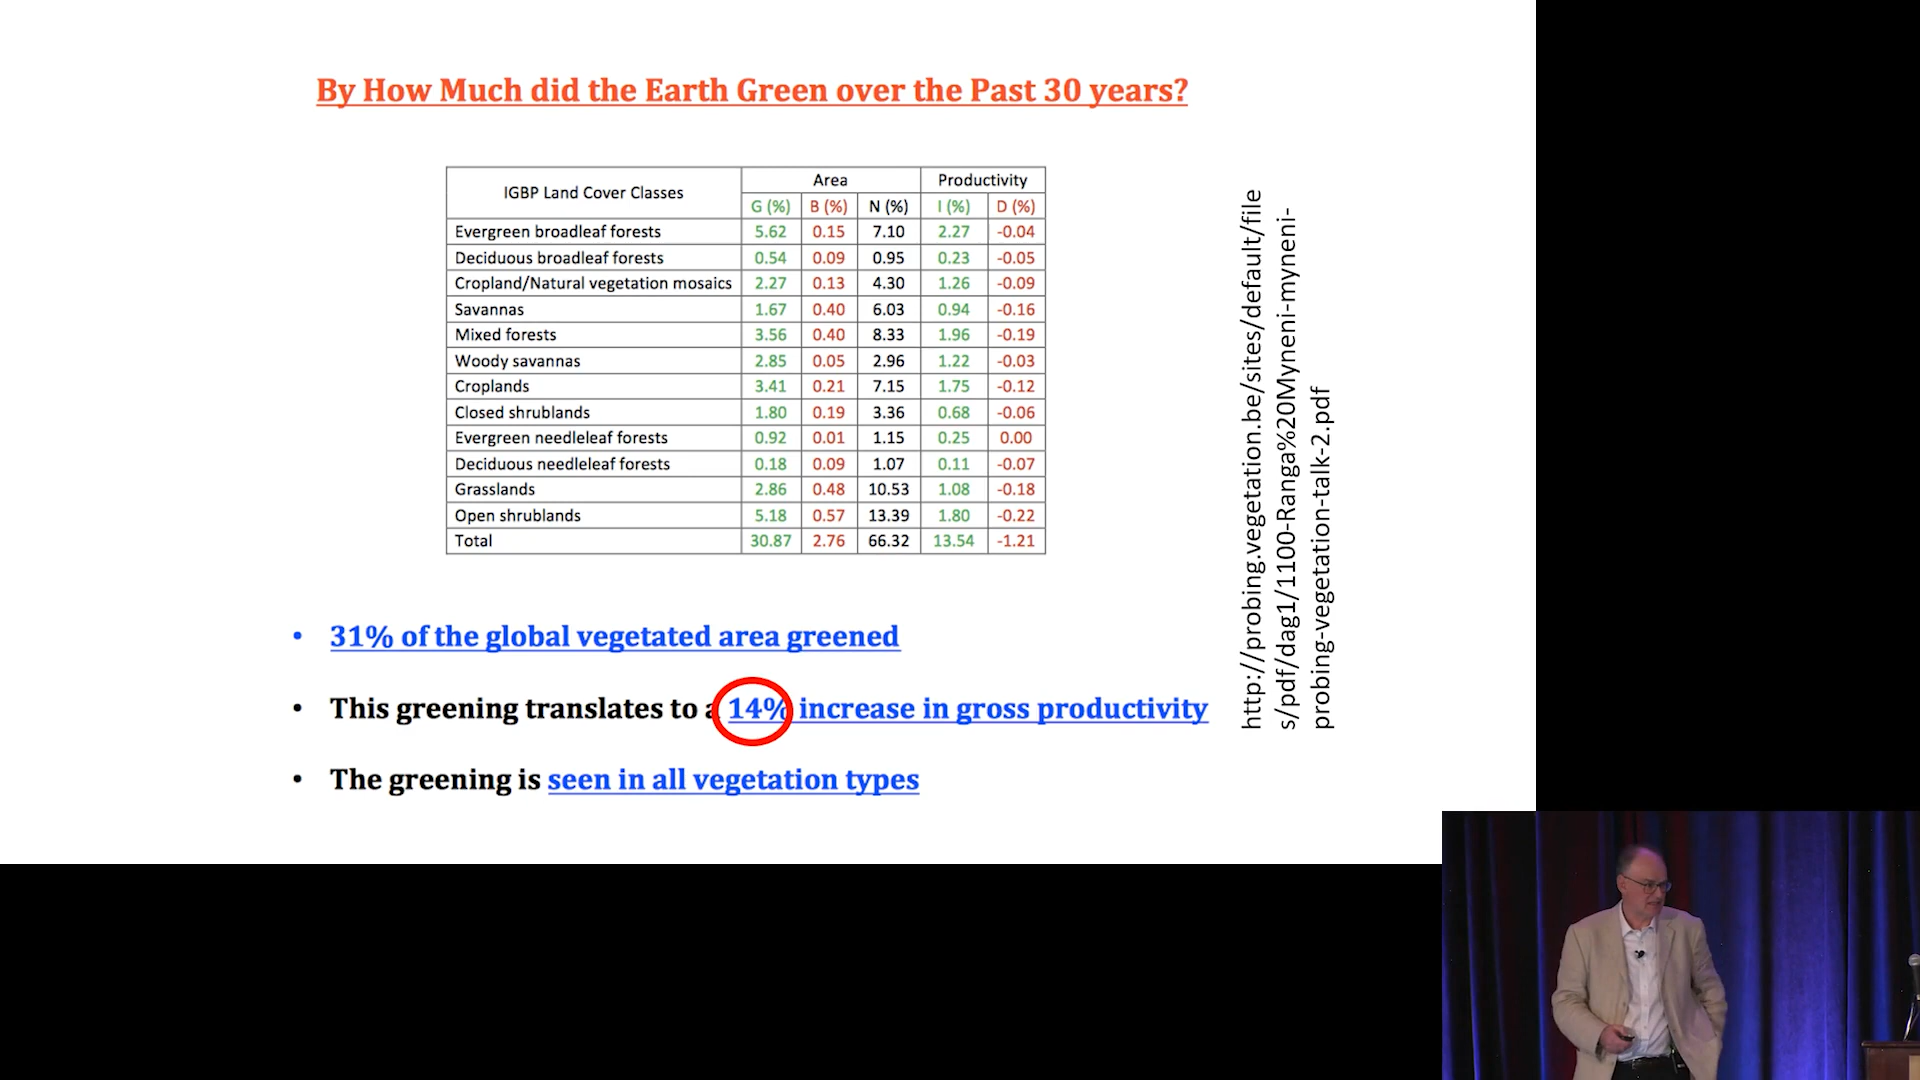 By How Much did the Earth Green over the Past 30 years?
IGBP Land Cover Classes Area Productivity
G (%) B (%) N (%) I (%) D (%)
Evergreen broadleaf forests 5.62 0.15 7.10 2.27 -0.04
Deciduous broadleaf forests 0.54 0.09 0.95 0.23 -0.05
Cropland/Natural vegetation mosaics 2.27 0.13 4.30 1.26 -0.09
Savannas 1.67 0.40 6.03 0.94 -0.16
Mixed forests 3.56 0.40 8.33 1.96 -0.19
Woody savannas 2.85 0.05 2.96 1.22 -0.03
Croplands 3.41 0.21 7.15 1.75 -0.12
Closed shrublands 1.80 0.19 3.36 0.68 -0.06
Evergreen needleleaf forests 0.92 0.01 1.15 0.25 0.00
Deciduous needleleaf forests 0.18 0.09 1.07 0.11 -0.07
Grasslands 2.86 0.48 10.53 1.08 -0.18
Open shrublands 5.18 0.57 13.39 1.80 -0.22
Total 30.87 2.76 66.32 13.54 -1.21
• 31% of the global vegetated area greened
• This greening translates to a 14% increase in gross productivity
• The greening is seen in all vegetation types
http://probing.vegetation.be/sites/default/file
s/pdf/dag1/1100-Ranga%20Myneni-myneni-
probing-vegetation-talk-2.pdf